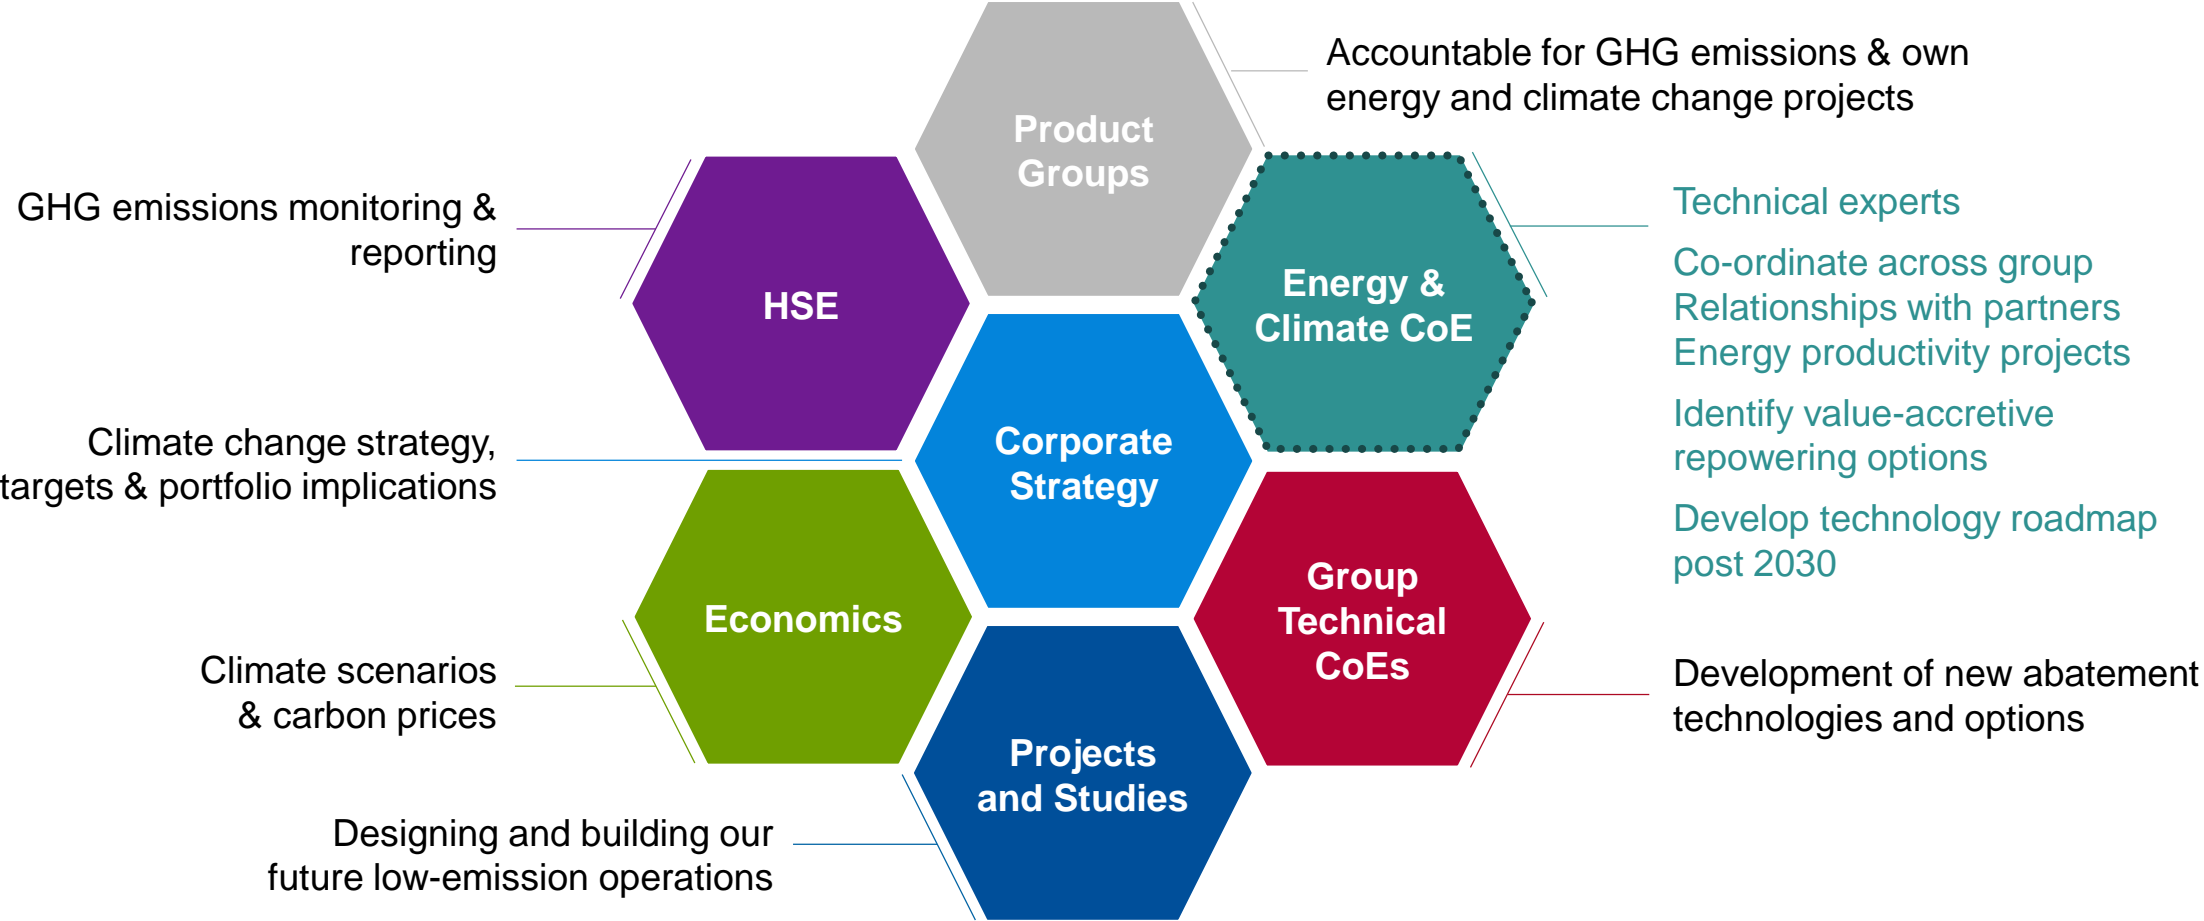 Product
Groups
Accountable for GHG emissions & own
energy and climate change projects
GHG emissions monitoring &
reporting
HSE
Energy &
Climate CoE
Technical experts
Co-ordinate across group
Relationships with partners
Energy productivity projects
Identify value-accretive
repowering options
Develop technology roadmap
post 2030
Climate change strategy,
targets & portfolio implications
Corporate
Strategy
Economics
Climate scenarios
& carbon prices
Group
Technical
CoEs
Development of new abatement
technologies and options
Projects
and Studies
Designing and building our
future low-emission operations